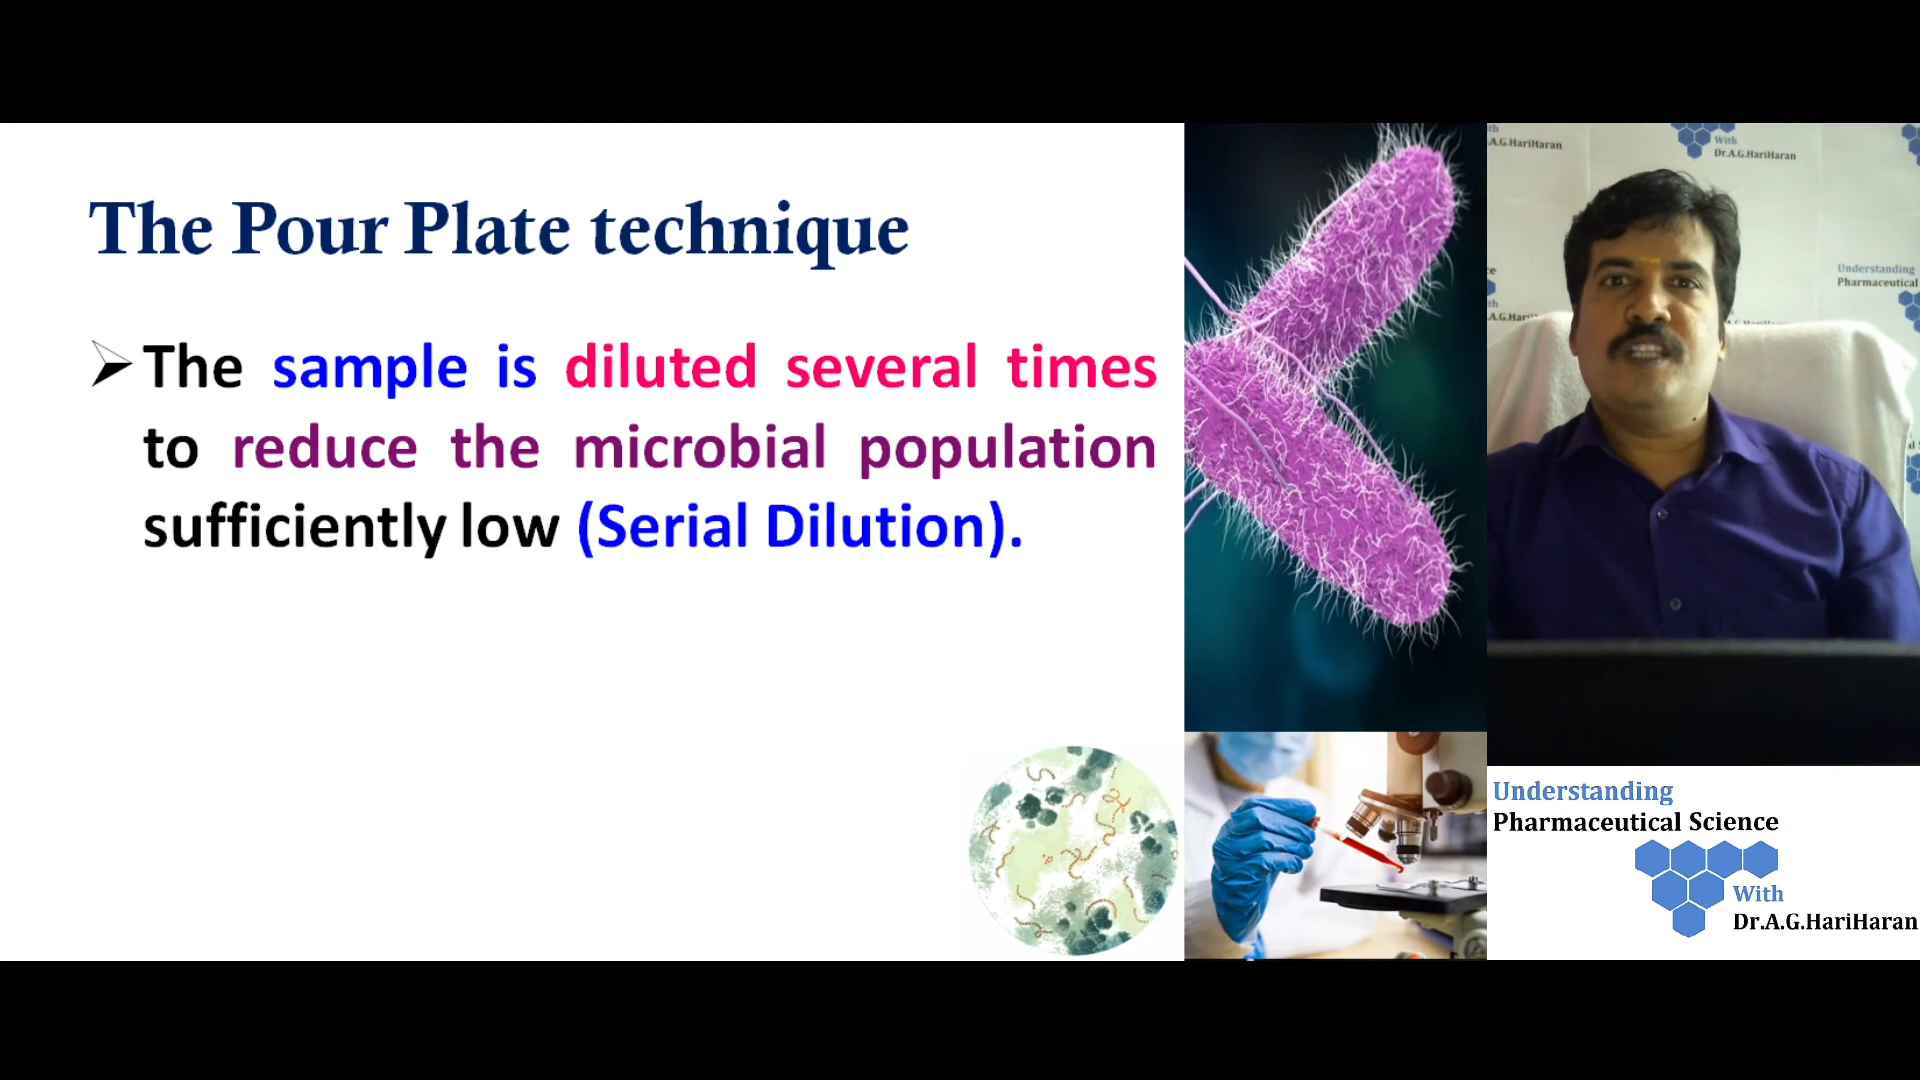 The Pour Plate technique
The sample is diluted several times
to reduce the microbial population
sufficiently low (Serial Dilution).
With
A.G.HariHaran
Dr.A.G.HariHaran
Understanding
Pharmaceutical
Understanding
Pharmaceutical Science
With
Dr.A.G.HariHaran